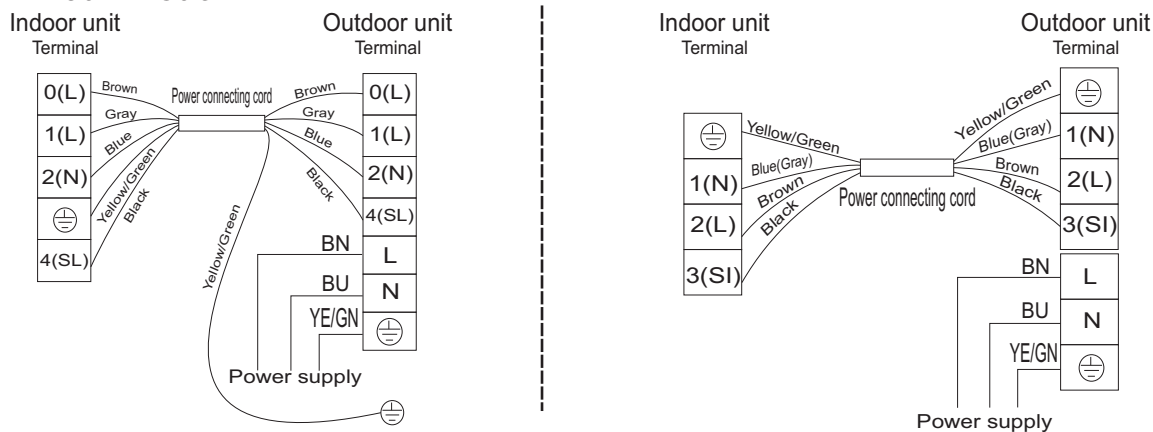 Indoor unit
Terminal
Outdoor unit
Terminal
0(L)
1(L)
2(N)
4(SL)
Brown
Gray
Blue
Yellow/Green
Black
Power connecting cord
Brown
Gray
Blue
Black
Yellow/Green
0(L)
1(L)
2(N)
4(SL)
L
N
BN
BU
YE/GN
Power supply
Indoor unit
Terminal
Outdoor unit
Terminal
1(N)
2(L)
3(SI)
Yellow/Green
Blue(Gray)
Brown
Black
Power connecting cord
Yellow/Green
Blue(Gray)
Brown
Black
1(N)
2(L)
3(SI)
L
N
BN
BU
YE/GN
Power supply